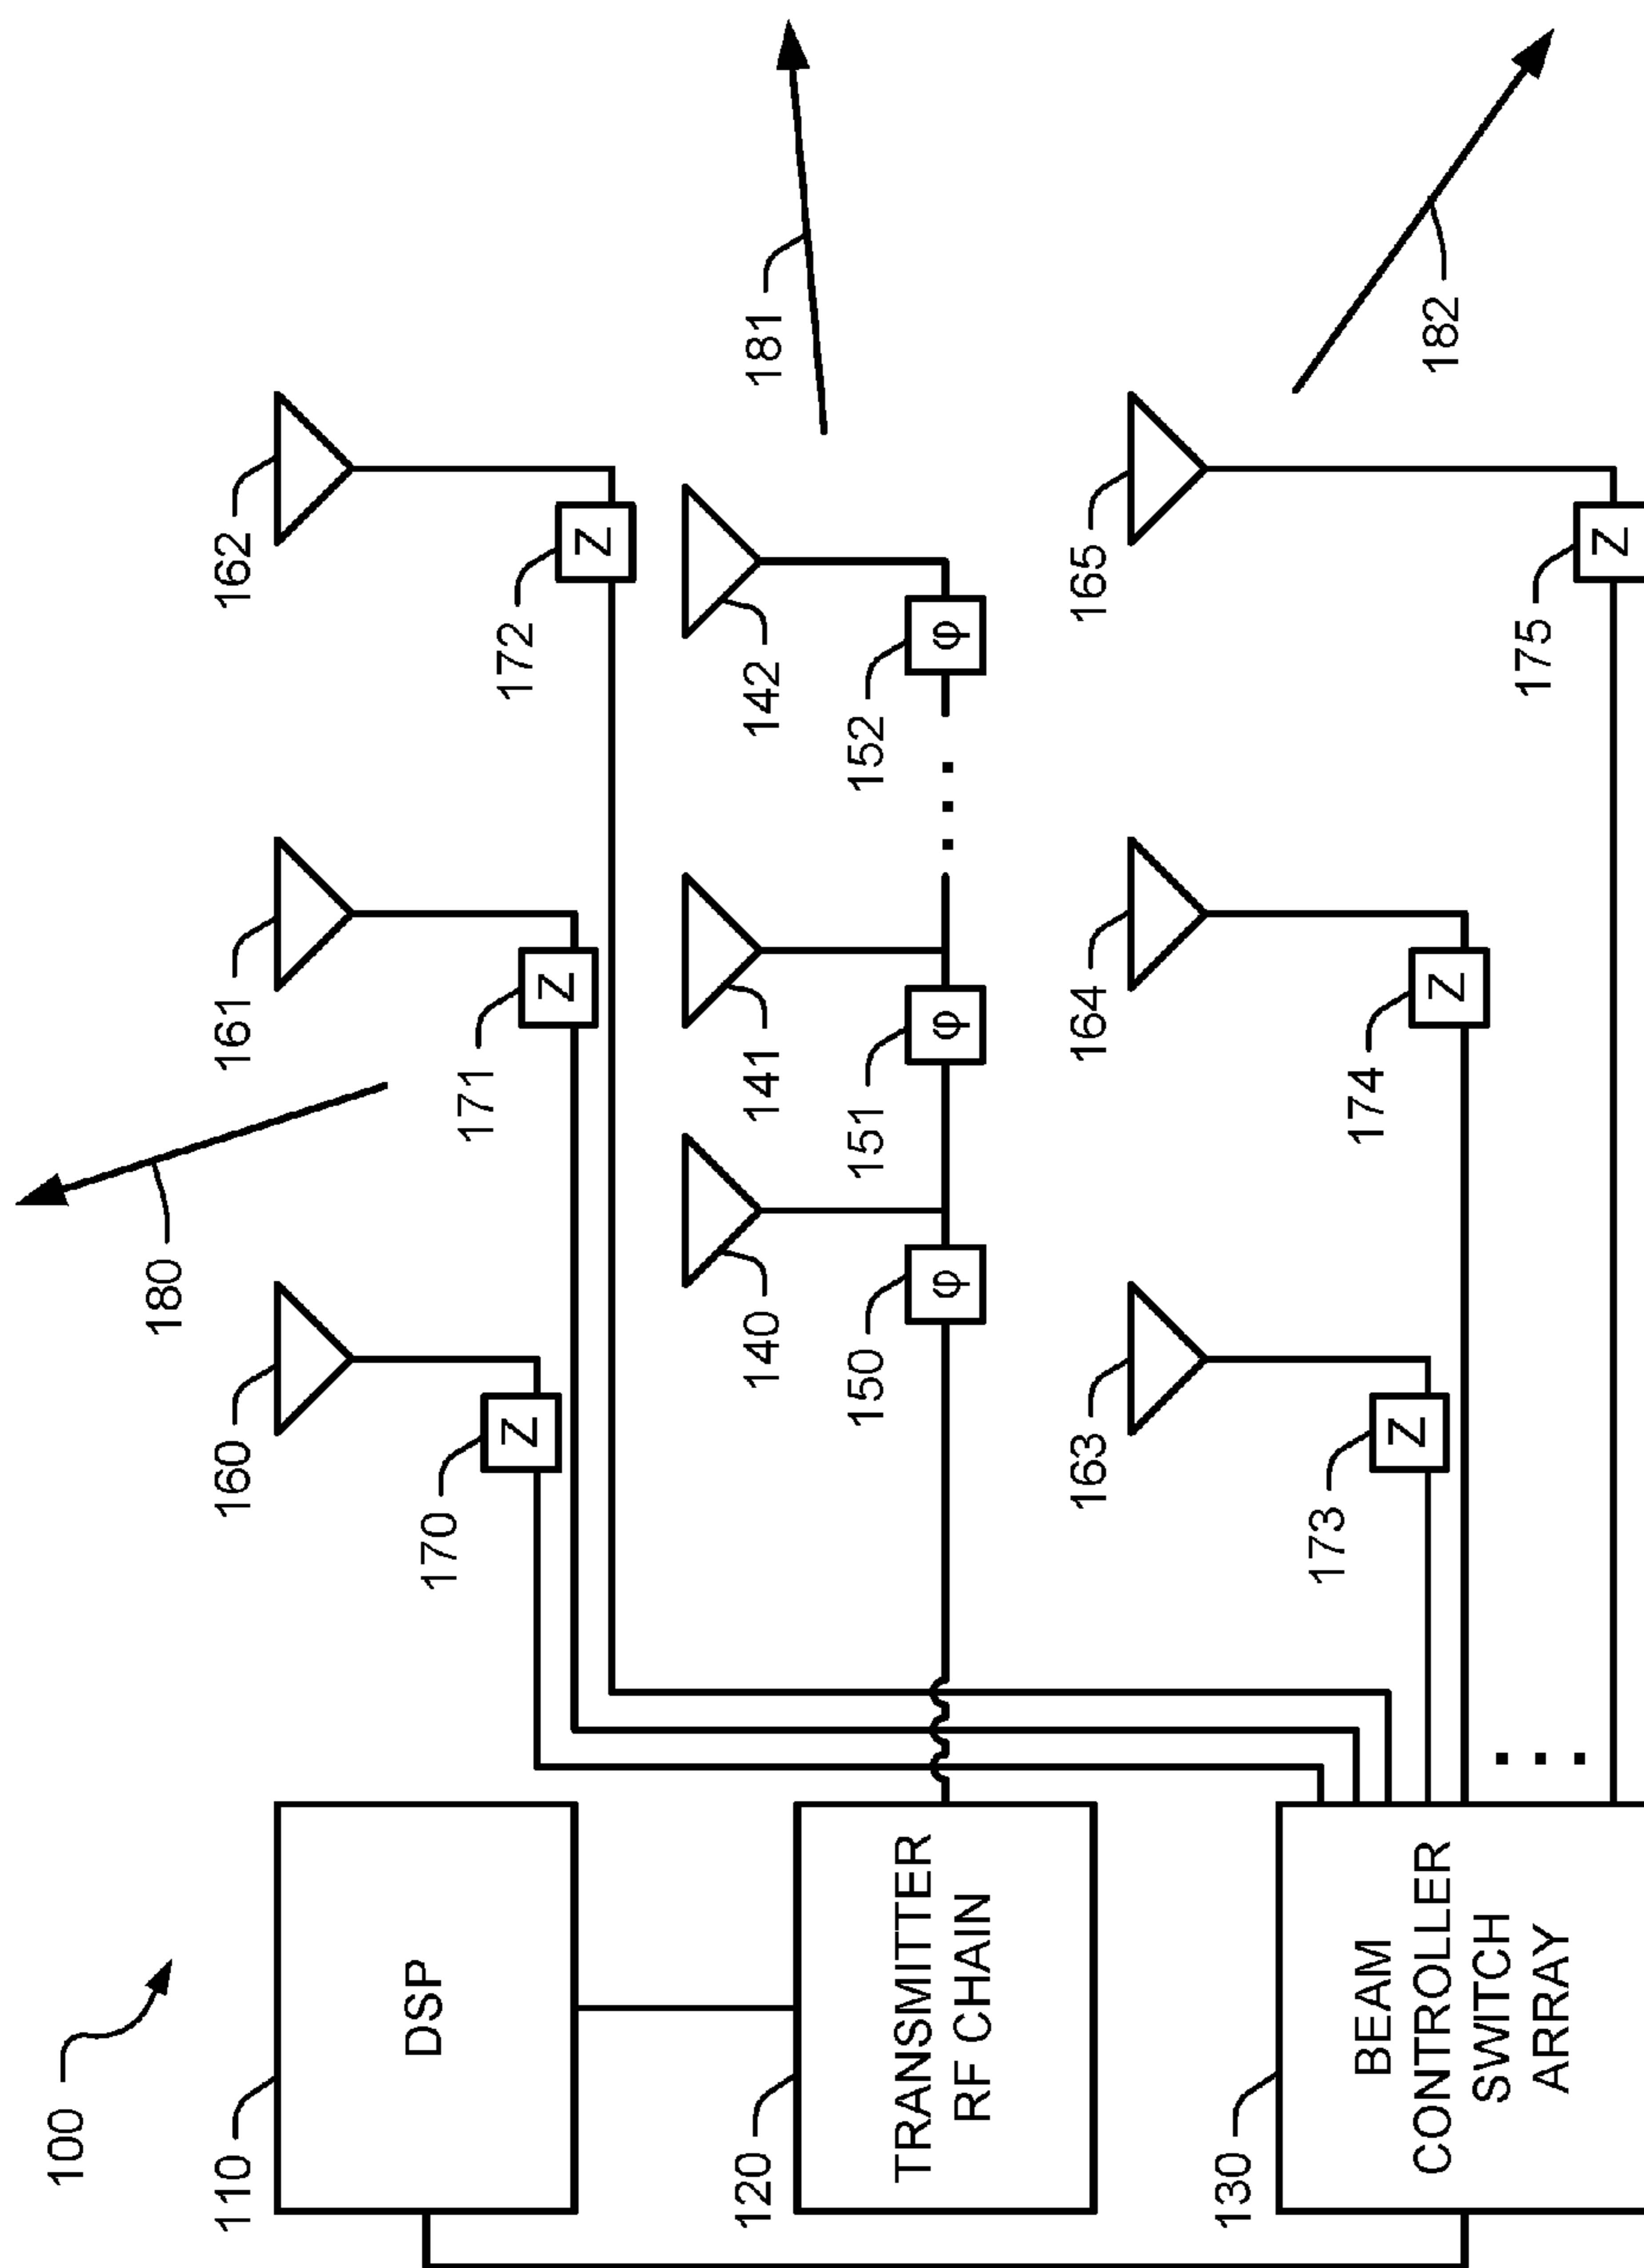 100
110
DSP
120
TRANSMITTER
RF CHAIN
130
BEAM
CONTROLLER
SWITCH
ARRAY
180
160
161
162
170
Z
171
Z
172
Z
181
140
141
142
150
φ
151
φ
152
φ
...
163
164
165
182
173
Z
174
Z
175
Z
...